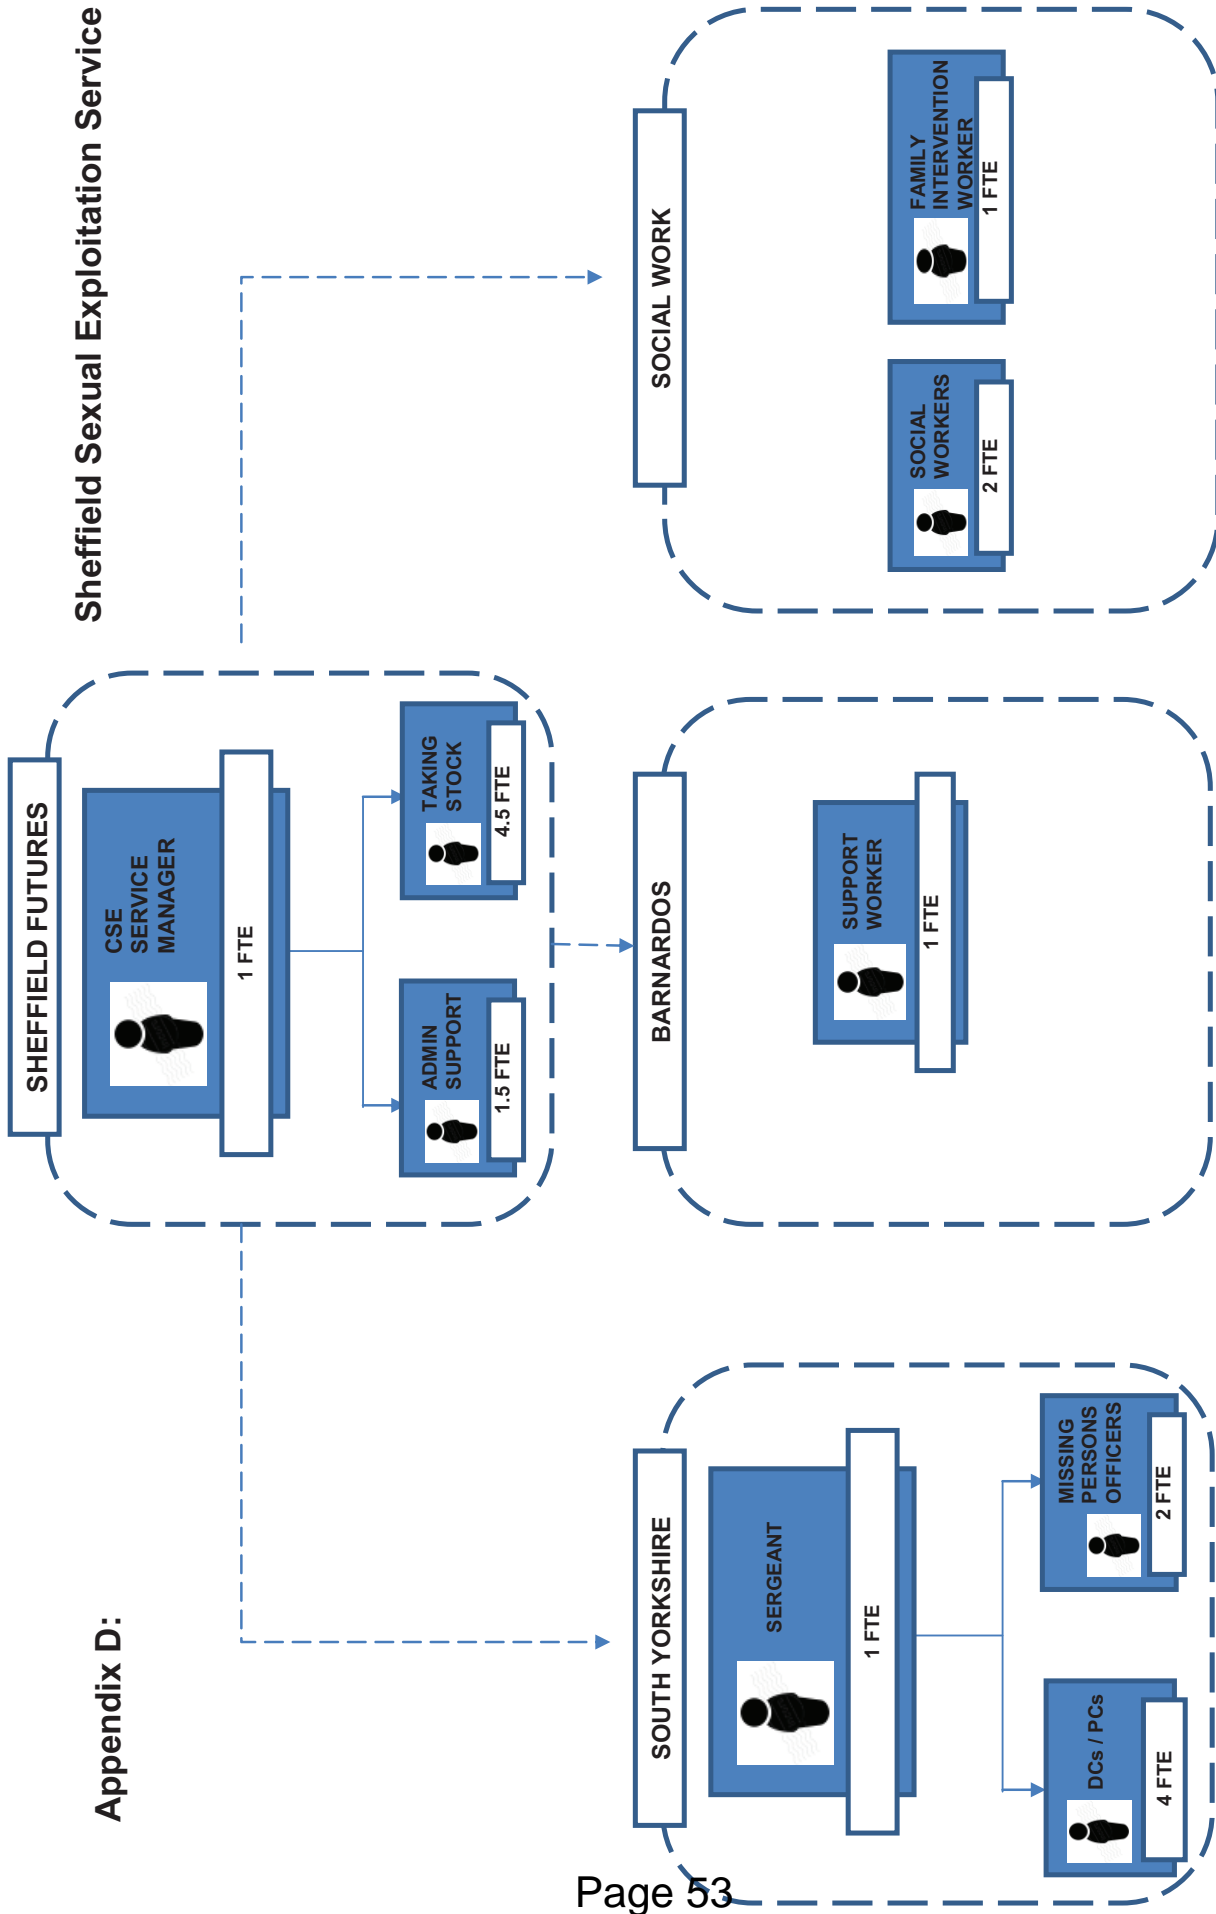 Appendix D:
Sheffield Sexual Exploitation Service
SHEFFIELD FUTURES
CSE
SERVICE
MANAGER
1 FTE
ADMIN
SUPPORT
1.5 FTE
TAKING
STOCK
4.5 FTE
SOUTH YORKSHIRE
SERGEANT
1 FTE
DCs / PCs
4 FTE
MISSING
PERSONS
OFFICERS
2 FTE
BARNARDOS
SUPPORT
WORKER
1 FTE
SOCIAL WORK
SOCIAL
WORKERS
2 FTE
FAMILY
INTERVENTION
WORKER
1 FTE
Page 53